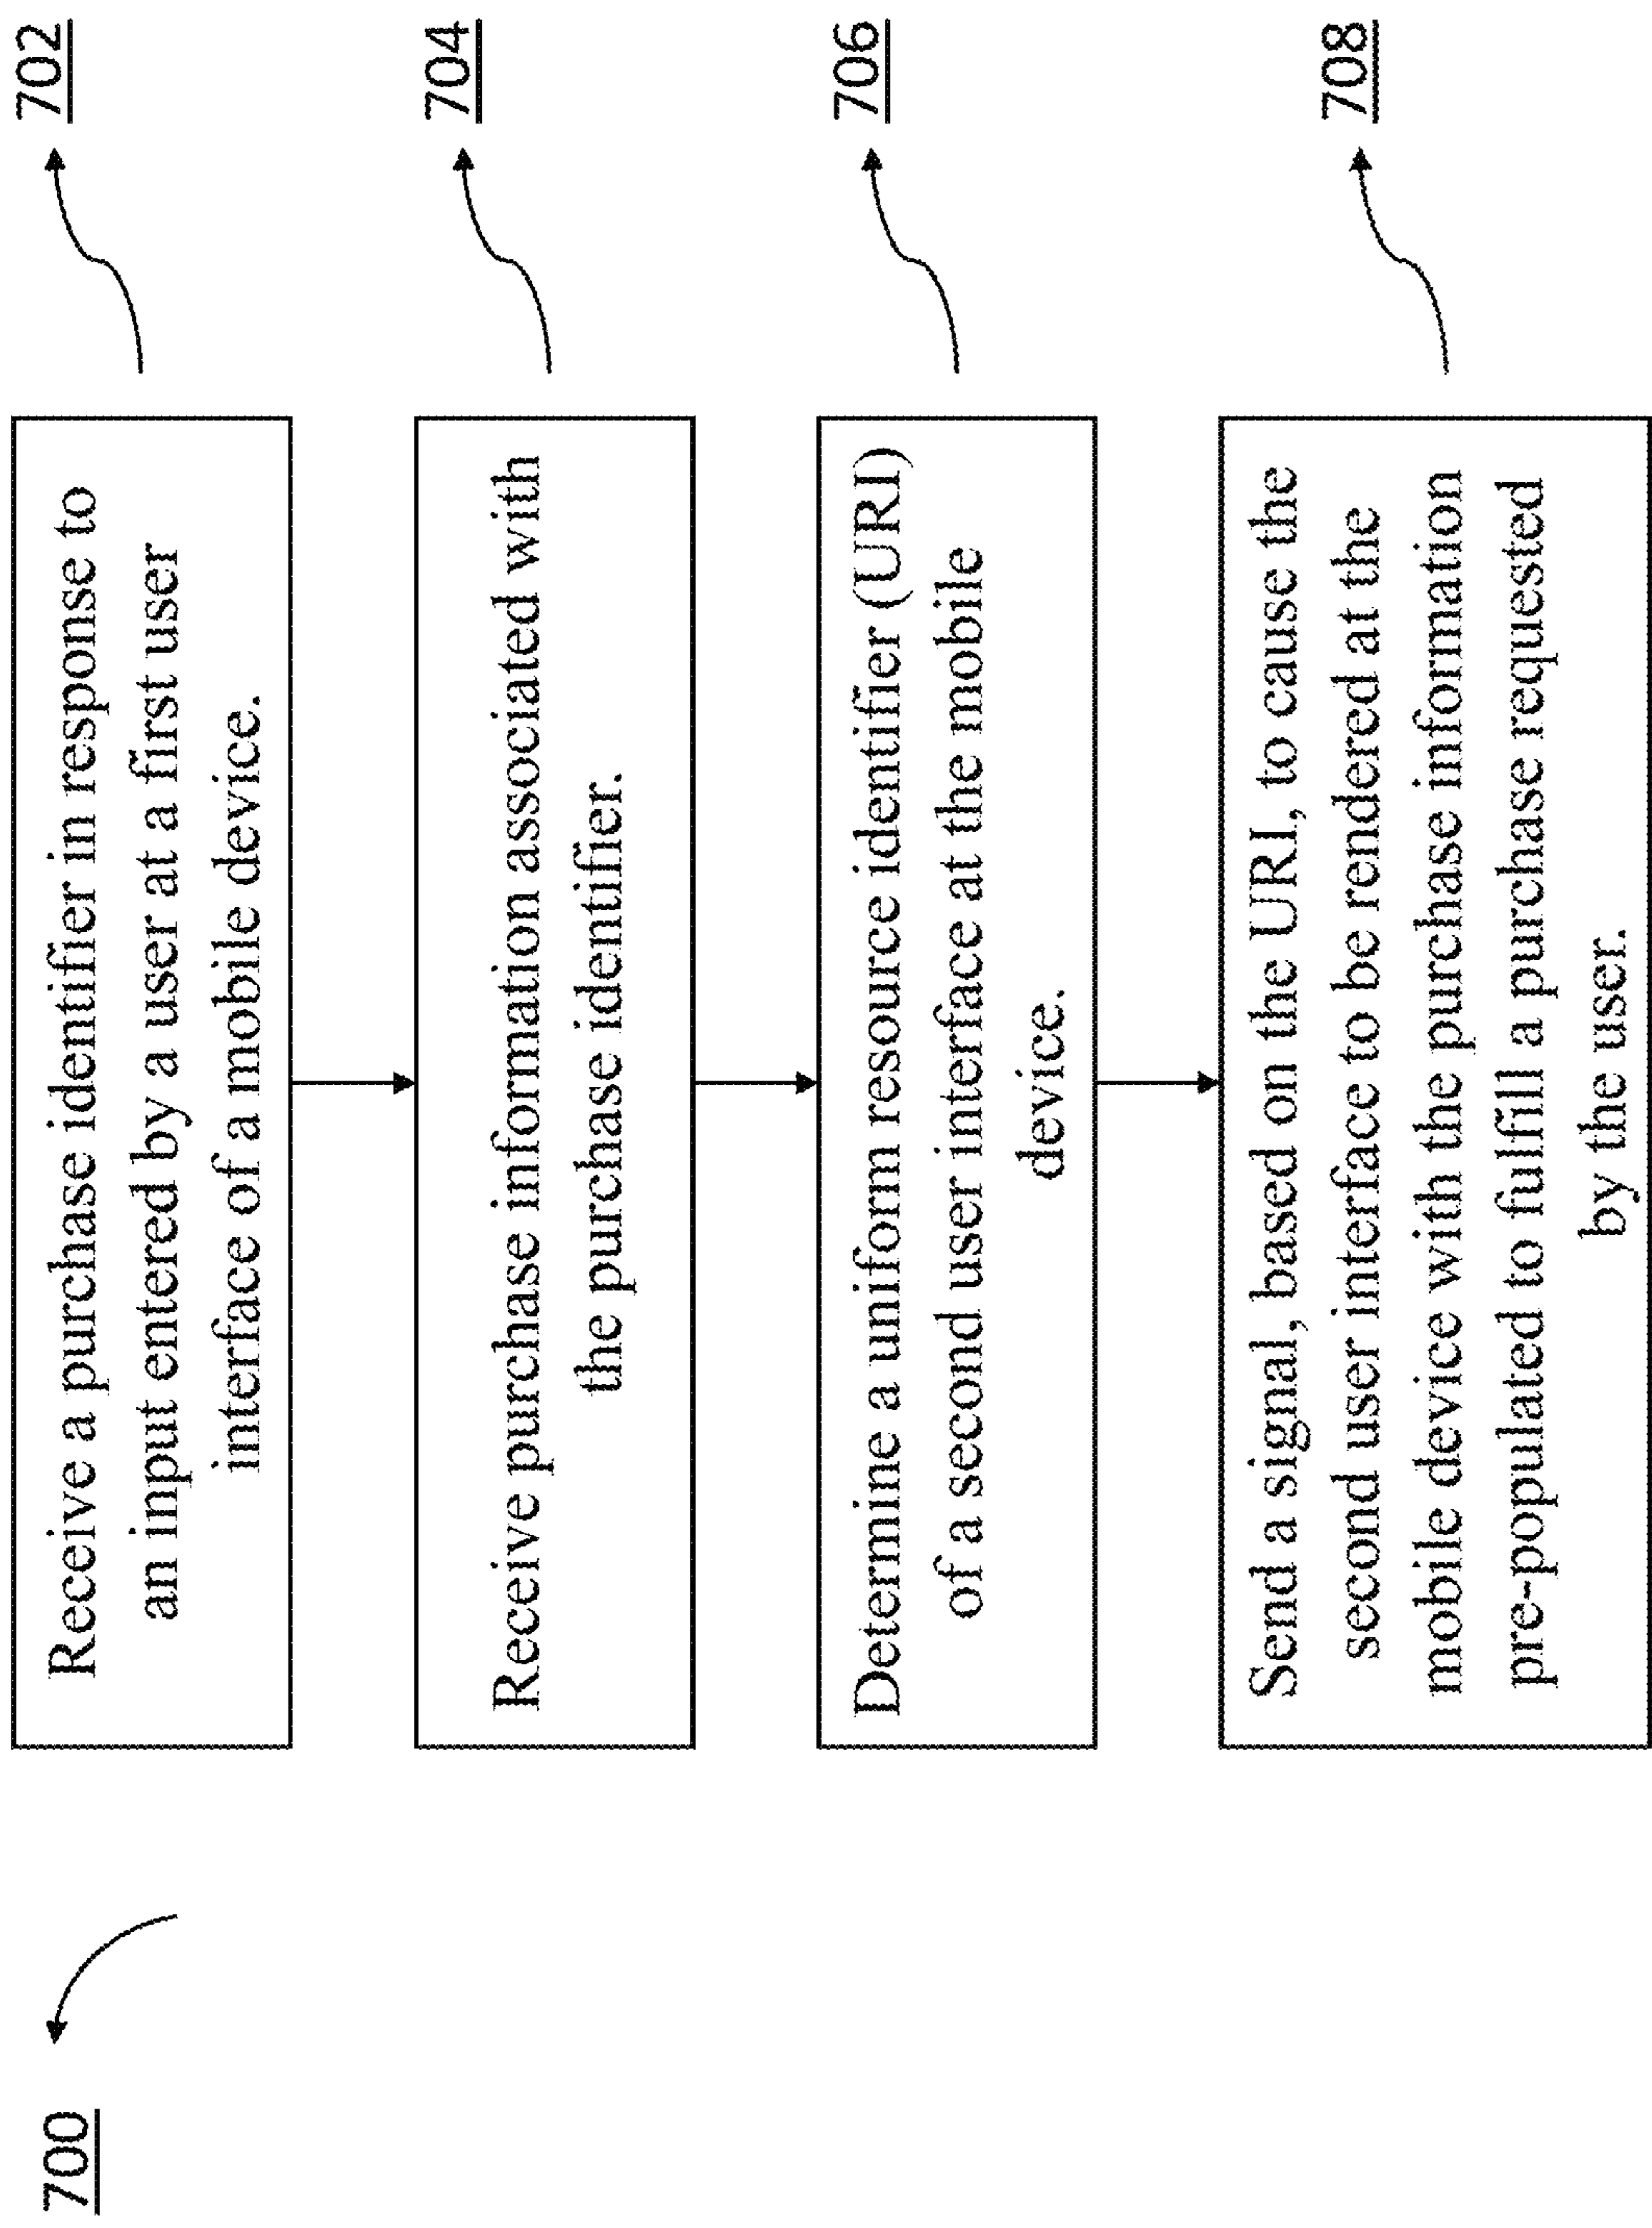 700
Receive a purchase identifier in response to
an input entered by a user at a first user
interface of a mobile device.
702
Receive purchase information associated with
the purchase identifier.
704
Determine a uniform resource identifier (URI)
of a second user interface at the mobile
device.
706
Send a signal, based on the URI, to cause the
second user interface to be rendered at the
mobile device with the purchase information
pre-populated to fulfill a purchase requested
by the user.
708